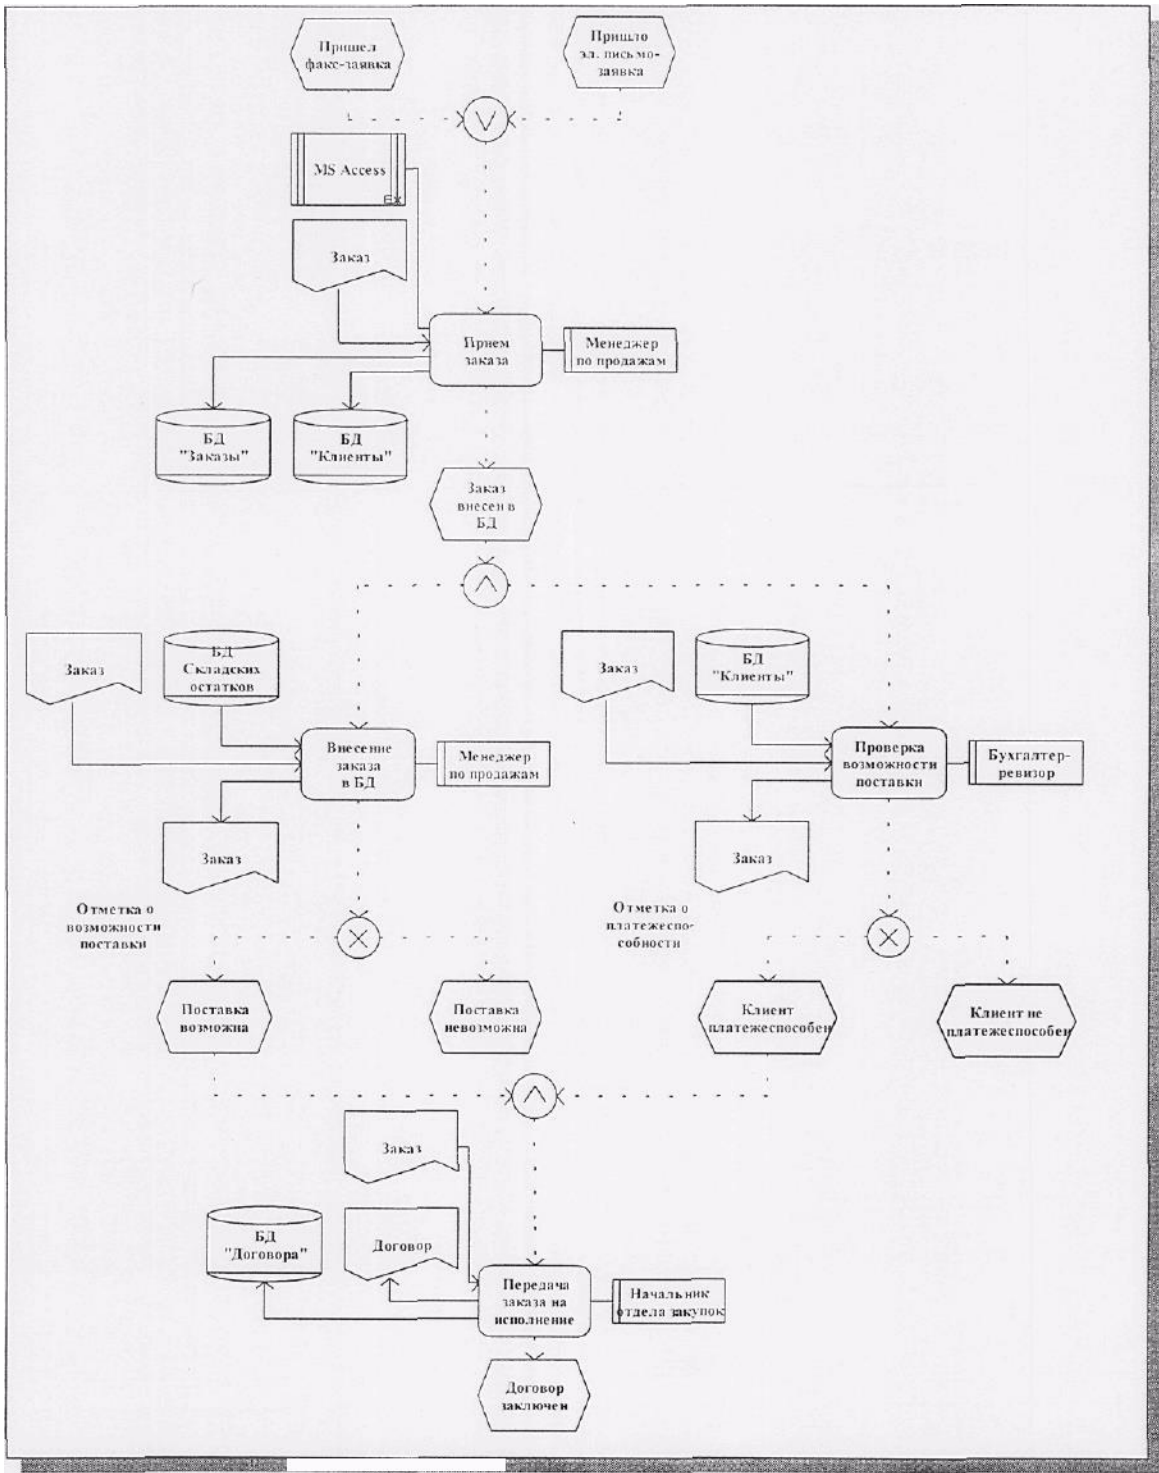 Пришел
факс-заявка
Пришло
эл. письмо-
заявка
MS Access
Ex
Заказ
Прием
заказа
Менеджер
по продажам
БД
"Заказы"
БД
"Клиенты"
Заказ
внесен в
БД
Заказ
БД
Складских
остатков
Заказ
БД
"Клиенты"
Внесение
заказа
в БД
Менеджер
по продажам
Проверка
возможности
поставки
Бухгалтер-
ревизор
Заказ
Заказ
Отметка о
возможности
поставки
Отметка о
платежеспо-
собности
Поставка
возможна
Поставка
невозможна
Клиент
платежеспособен
Клиент не
платежеспособен
Заказ
БД
"Договора"
Договор
Передача
заказа на
исполнение
Начальник
отдела закупок
Договор
заключен